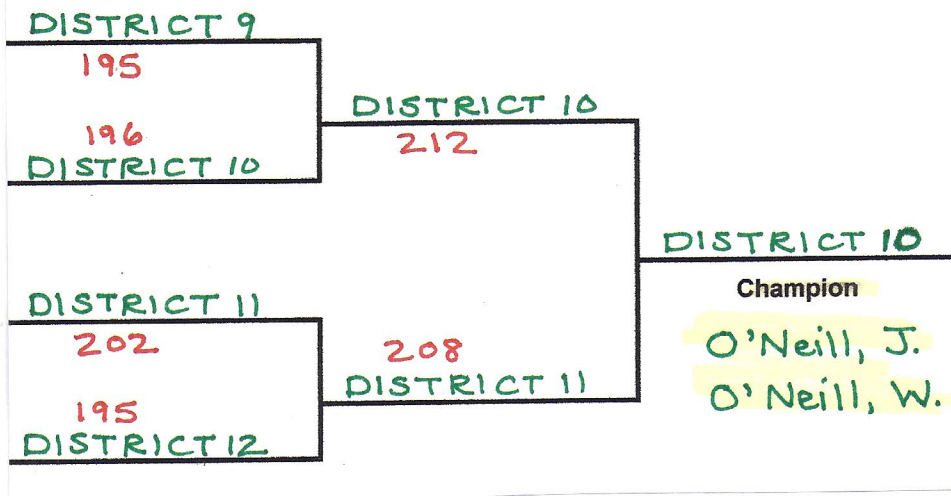 DISTRICT 9
195
196
DISTRICT 10
DISTRICT 10
212
DISTRICT 11
202
195
DISTRICT 12
208
DISTRICT 11
DISTRICT 10
Champion
O'Neill, J.
O'Neill, W.